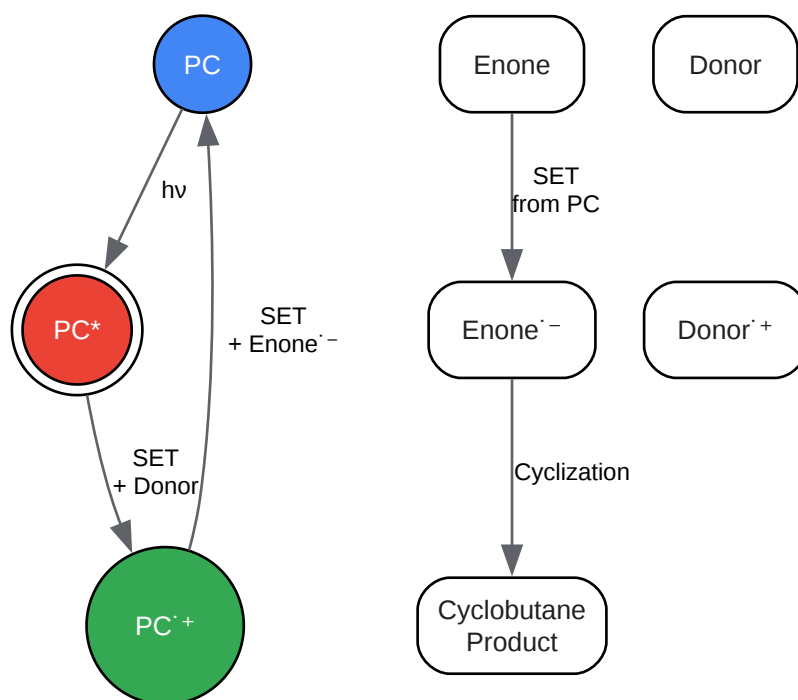 PC
Enone
Donor
hν
SET
from PC
PC*
SET
+ Enone˙⁻
Enone˙⁻
Donor˙⁺
SET
+ Donor
Cyclization
PC˙⁺
Cyclobutane
Product